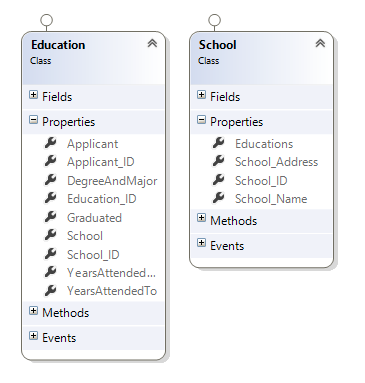 Education
Class
Fields
Properties
Applicant
Applicant_ID
DegreeAndMajor
Education_ID
Graduated
School
School_ID
YearsAttended...
YearsAttendedTo
Methods
Events
School
Class
Fields
Properties
Educations
School_Address
School_ID
School_Name
Methods
Events